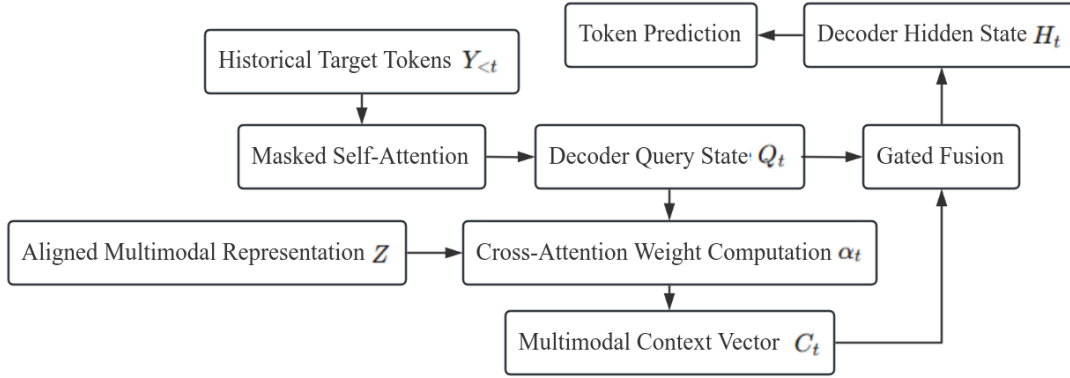 Token Prediction
Decoder Hidden State H_t
Historical Target Tokens Y_{<t}
Masked Self-Attention
Decoder Query State Q_t
Gated Fusion
Aligned Multimodal Representation Z
Cross-Attention Weight Computation α_t
Multimodal Context Vector C_t